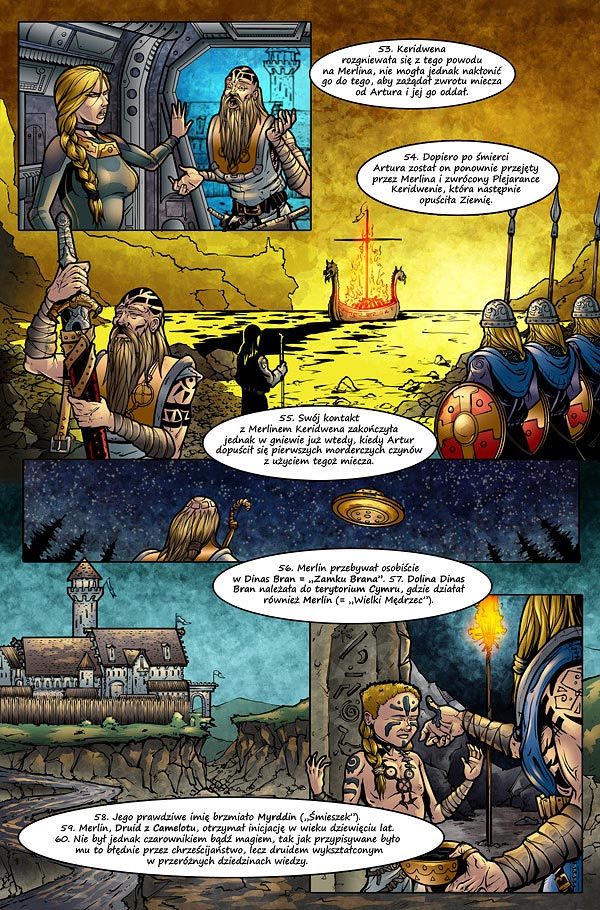 53. Keridwena
rozgniewała się z tego powodu
na Merlina, nie mogła jednak nakłonić
go do tego, aby zażądał zwrotu miecza
od Artura i jej go oddał.
54. Dopiero po śmierci
Artura został on ponownie przejęty
przez Merlina i zwrócony Plejarance
Keridwenie, która następnie
opuściła Ziemię.
55. Swój kontakt
z Merlinem Keridwena zakończyła
jednak w gniewie już wtedy, kiedy Artur
dopuścił się pierwszych morderczych czynów
z użyciem tegoż miecza.
56. Merlin przebywał osobiście
w Dinas Bran = „Zamku Brana”. 57. Dolina Dinas
Bran należała do terytorium Cymru, gdzie działał
również Merlin (= „Wielki Mędrzec”).
58. Jego prawdziwe imię brzmiało Myrddin („Śmieszek”).
59. Merlin, Druid z Camelotu, otrzymał inicjację w wieku dziewięciu lat.
60. Nie był jednak czarownikiem bądź magiem, tak jak przypisywane było
mu to błędnie przez chrześcijaństwo, lecz druidem wykształconym
w przeróżnych dziedzinach wiedzy.